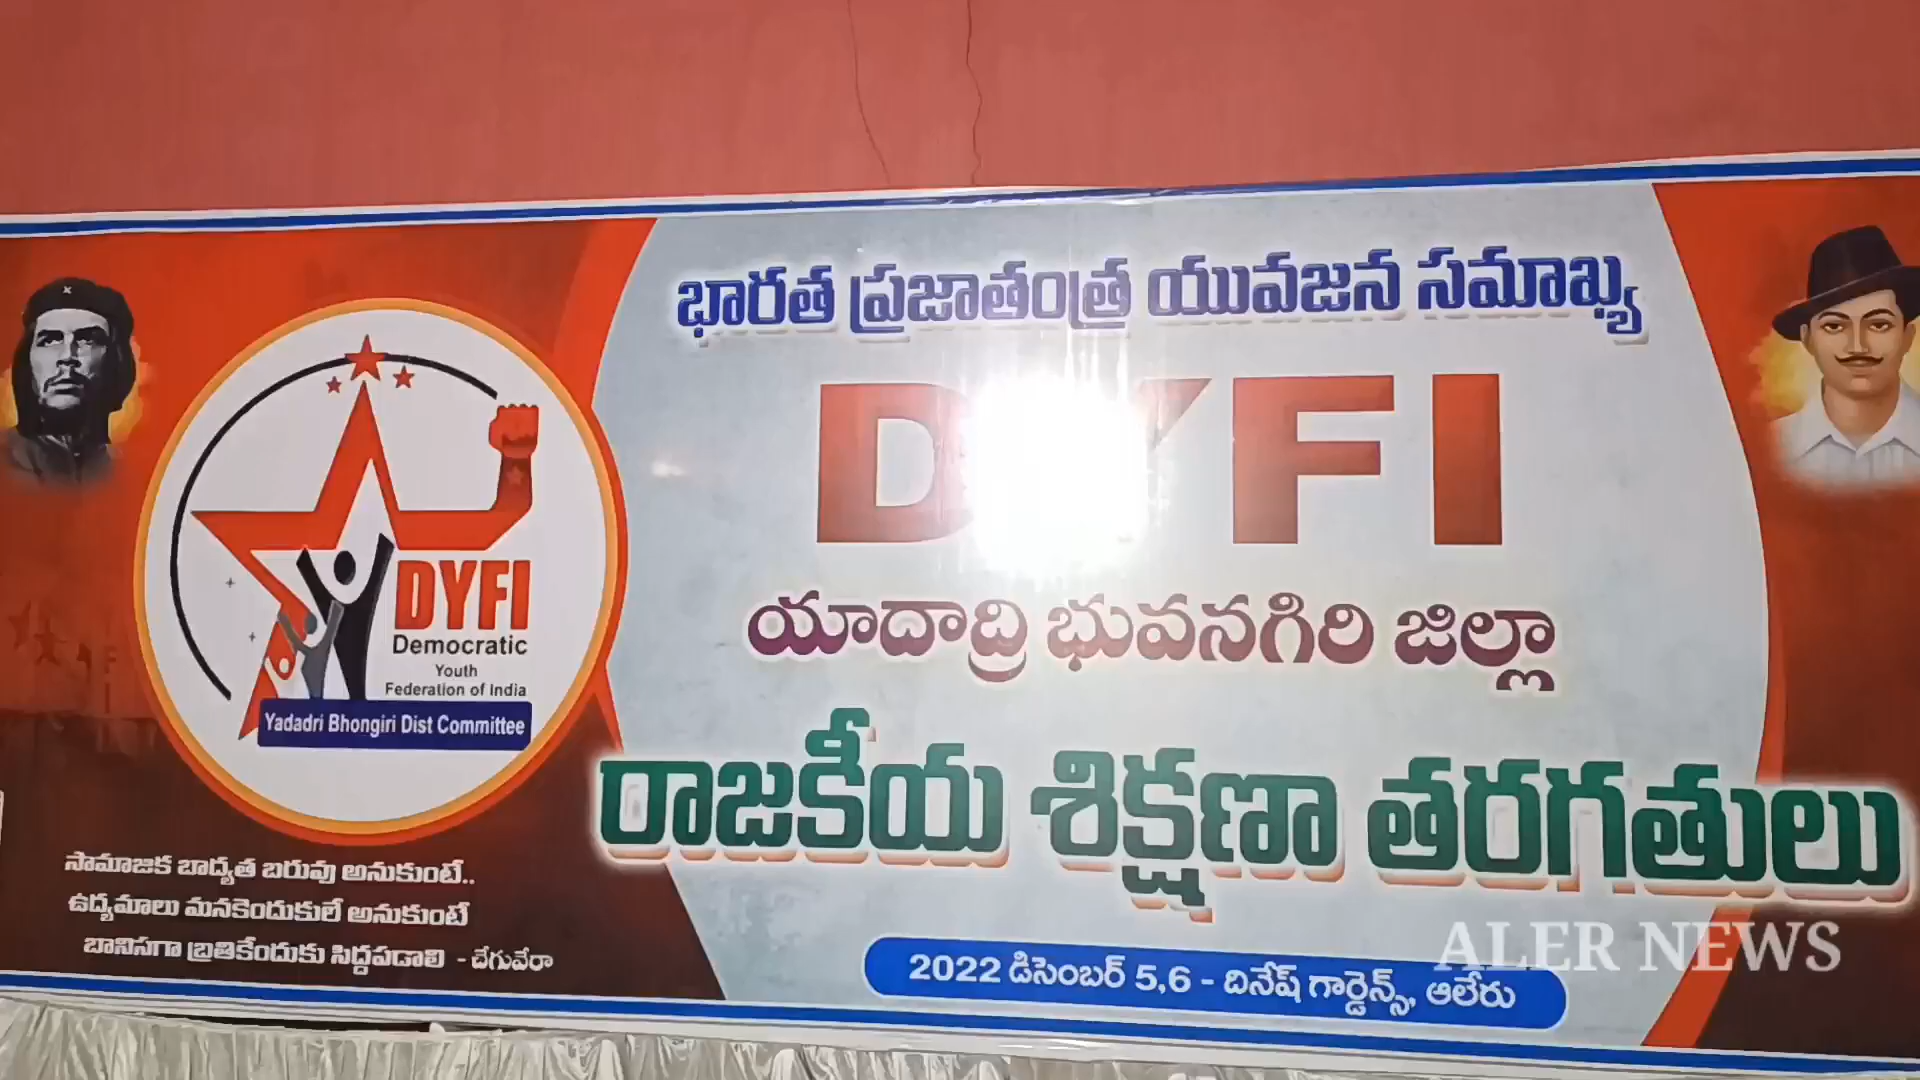 భారత ప్రజాతంత్ర యువజన సమాఖ్య
DYFI
యాదాద్రి భువనగిరి జిల్లా
రాజకీయ శిక్షణా తరగతులు
2022 డిసెంబర్ 5,6 - దినేష్ గార్డెన్స్, ఆలేరు
DYFI
Democratic
Youth
Federation of India
Yadadri Bhongiri Dist Committee
సామాజిక బాధ్యత బరువు అనుకుంటే..
ఉద్యమాలు మనకెందుకులే అనుకుంటే
బానిసగా బ్రతికేందుకు సిద్దపడాలి - చేగువేరా
ALER NEWS